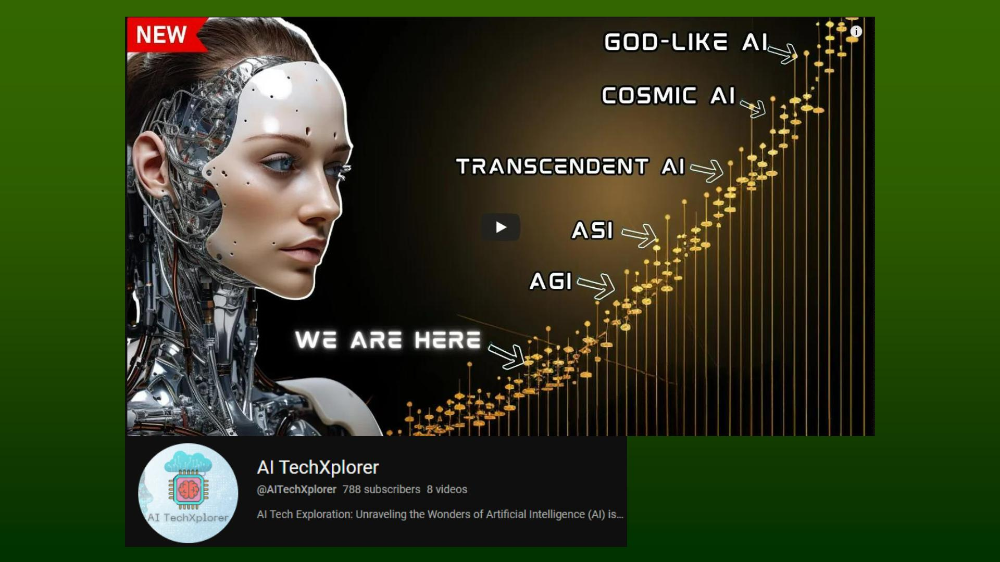 NEW
GOD-LIKE AI
COSMIC AI
TRANSCENDENT AI
ASI
AGI
WE ARE HERE
AI TechXplorer
AI TechXplorer
@AITechXplorer 788 subscribers 8 videos
AI Tech Exploration: Unraveling the Wonders of Artificial Intelligence (AI) is...